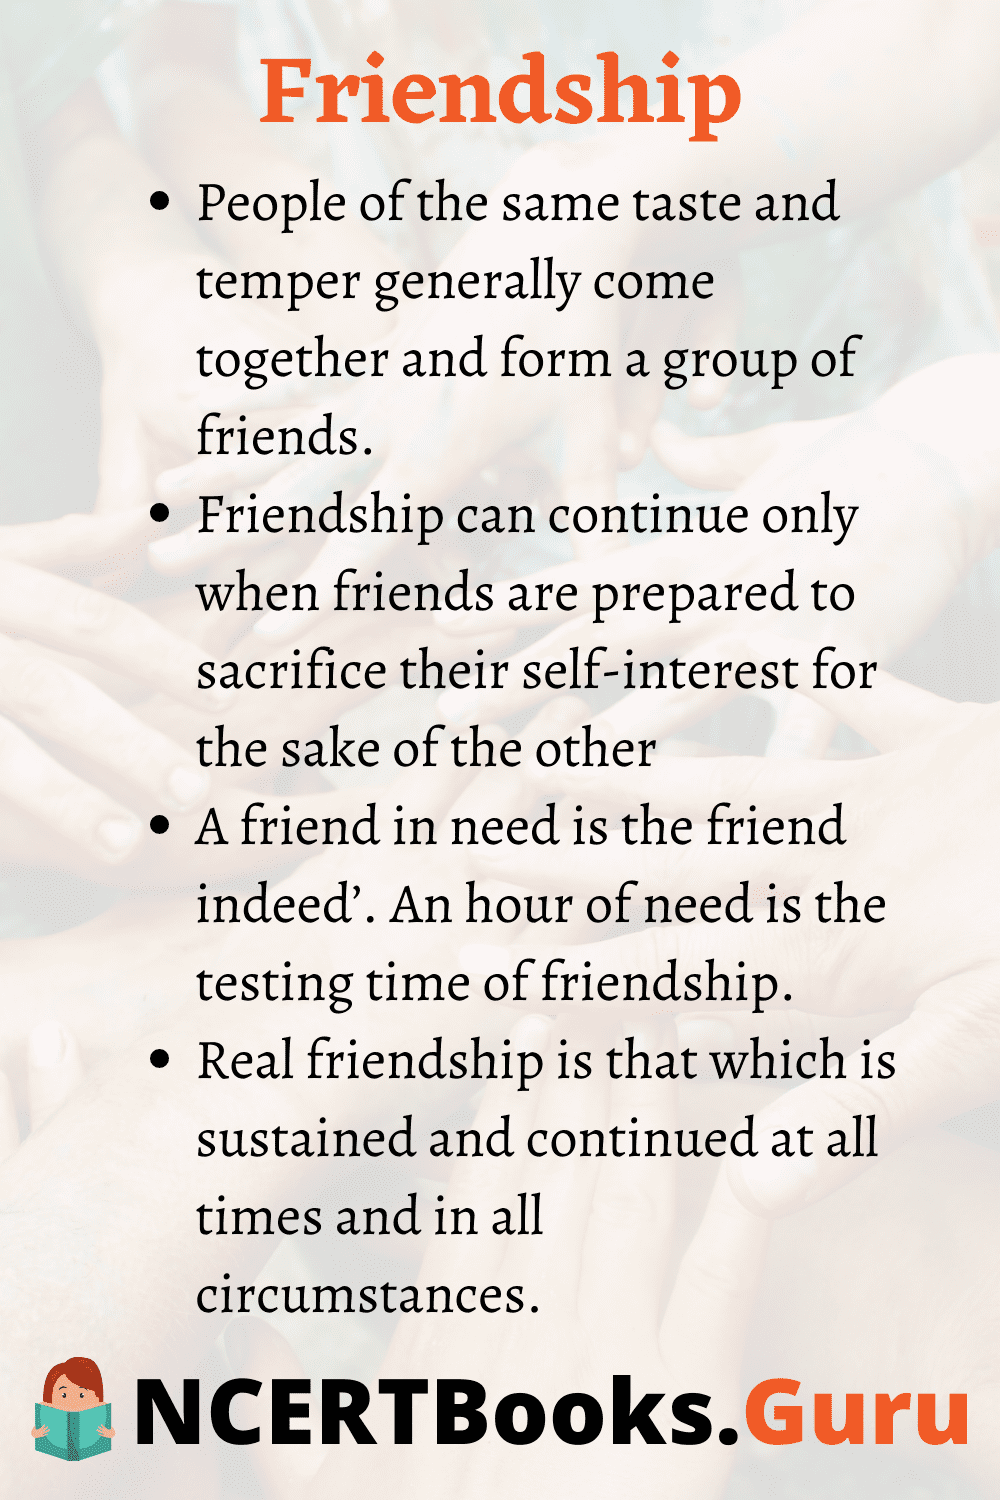 Friendship
• People of the same taste and
temper generally come
together and form a group of
friends.
• Friendship can continue only
when friends are prepared to
sacrifice their self-interest for
the sake of the other
• A friend in need is the friend
indeed’. An hour of need is the
testing time of friendship.
• Real friendship is that which is
sustained and continued at all
times and in all
circumstances.
NCERTBooks.Guru